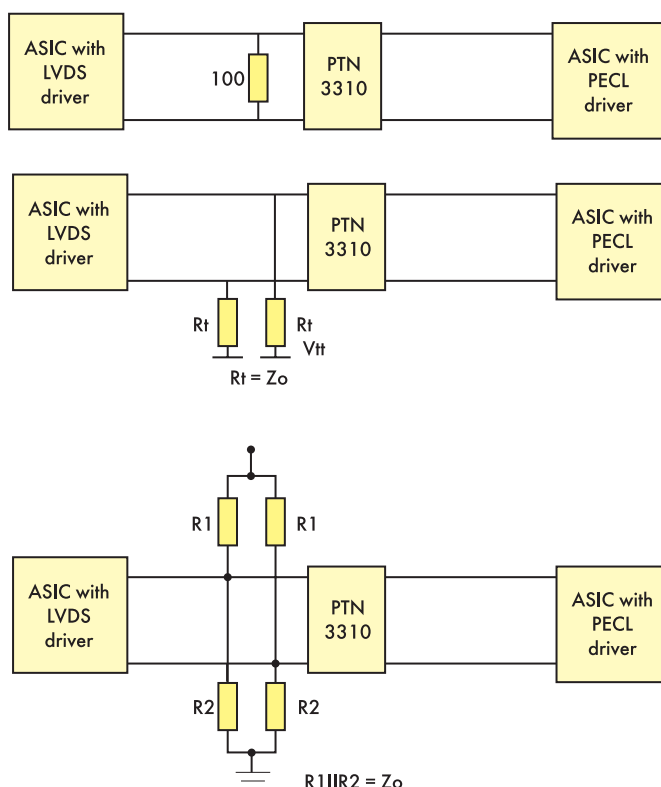 ASIC with
LVDS
driver
100
PTN
3310
ASIC with
PECL
driver
ASIC with
LVDS
driver
PTN
3310
ASIC with
PECL
driver
Rt
Rt
Vtt
Rt = Zo
R1
R1
ASIC with
LVDS
driver
PTN
3310
ASIC with
PECL
driver
R2
R2
R1IIR2 = Zo